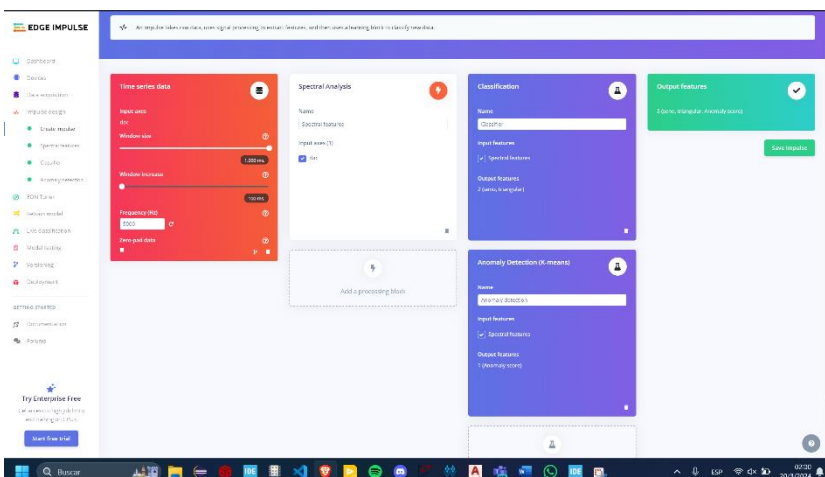 EDGE IMPULSE
An impulse takes raw data, uses signal processing to extract features, and then uses a learning block to classify new data.
Dashboard
Devices
Data acquisition
Impulse design
Create impulse
Spectral features
Classifier
Anomaly detection
EON Tuner
Retrain model
Live classification
Model testing
Versioning
Deployment
GETTING STARTED
Documentation
Forums
Try Enterprise Free
Start free trial
Time series data
Input axes
Window size
1,000 ms.
Window increase
100 ms.
Frequency (Hz)
Zero-pad data
Spectral Analysis
Name
Spectral features
Input axes (1)
Add a processing block
Classification
Name
Classifier
Input features
Spectral features
Output features
2 (seno, triangular)
Anomaly Detection (K-means)
Name
Anomaly detection
Input features
Spectral features
Output features
1 (Anomaly score)
Output features
3 (seno, triangular, Anomaly score)
Save Impulse
Buscar
ESP
02:00